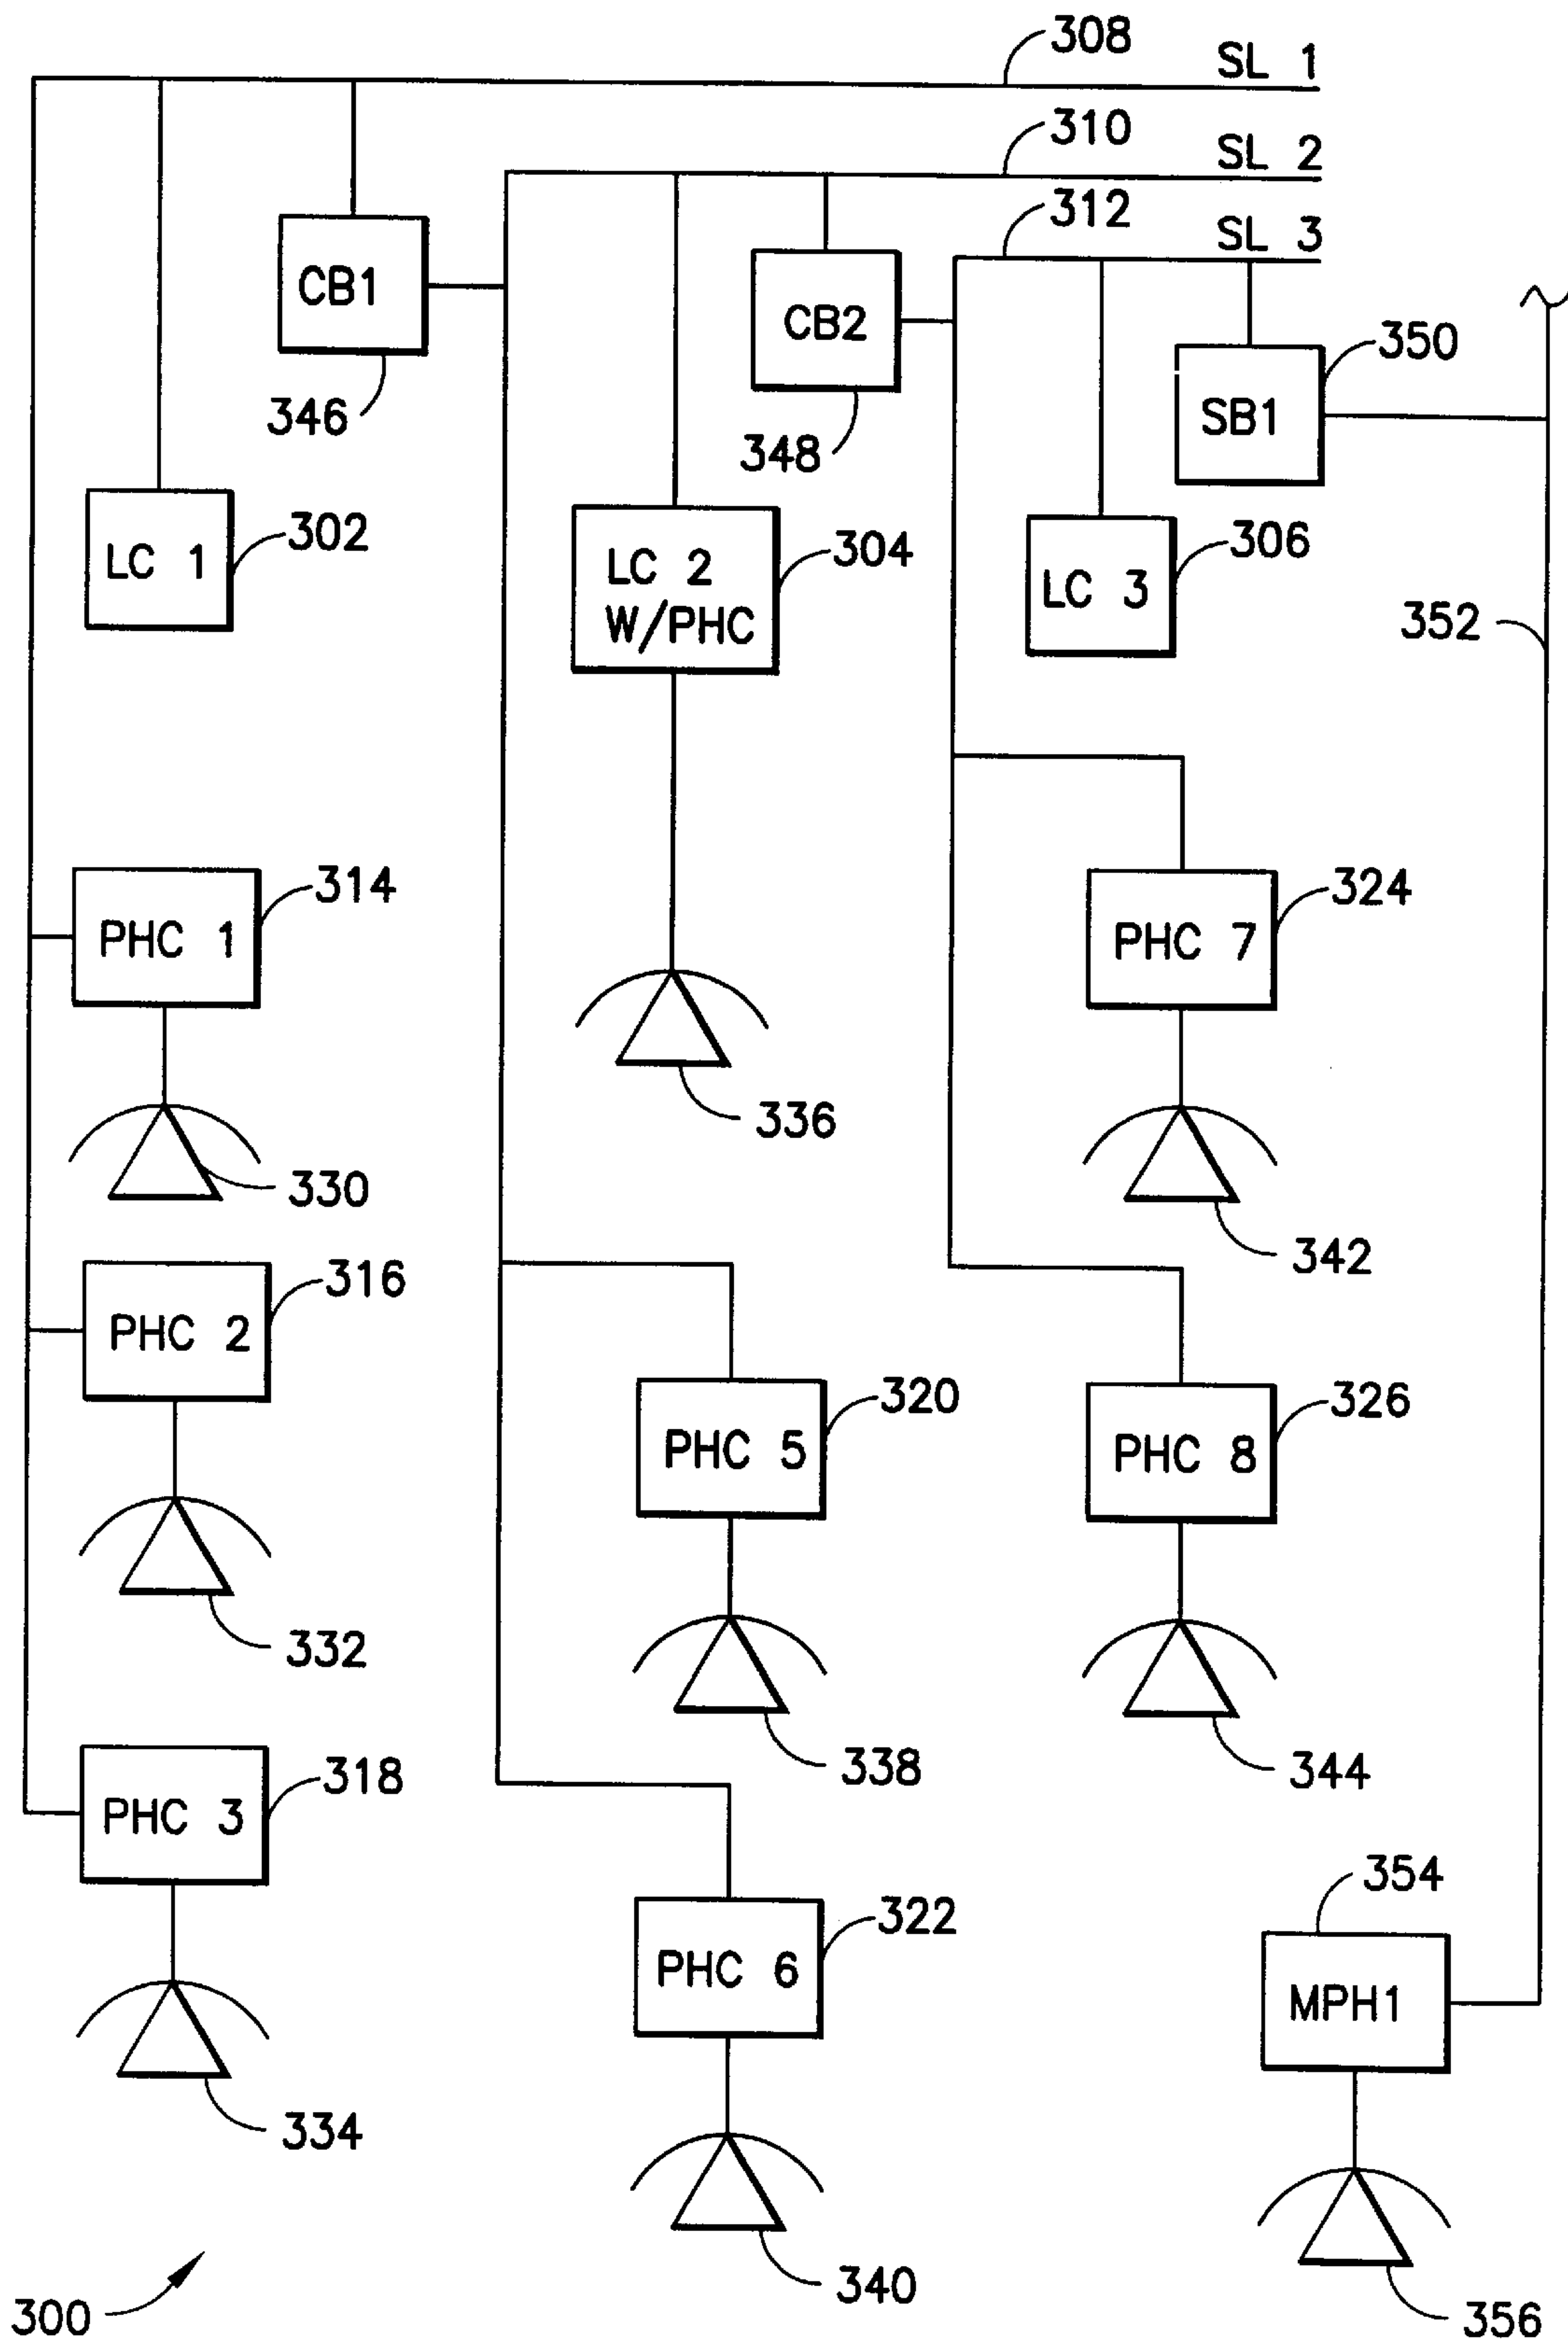 308
SL 1
310
SL 2
312
SL 3
CB1
346
CB2
348
350
SB1
302
LC 1
304
LC 2
W/PHC
306
LC 3
352
314
PHC 1
324
PHC 7
336
330
342
316
PHC 2
320
PHC 5
326
PHC 8
332
338
344
318
PHC 3
322
PHC 6
354
MPH1
334
340
300
356